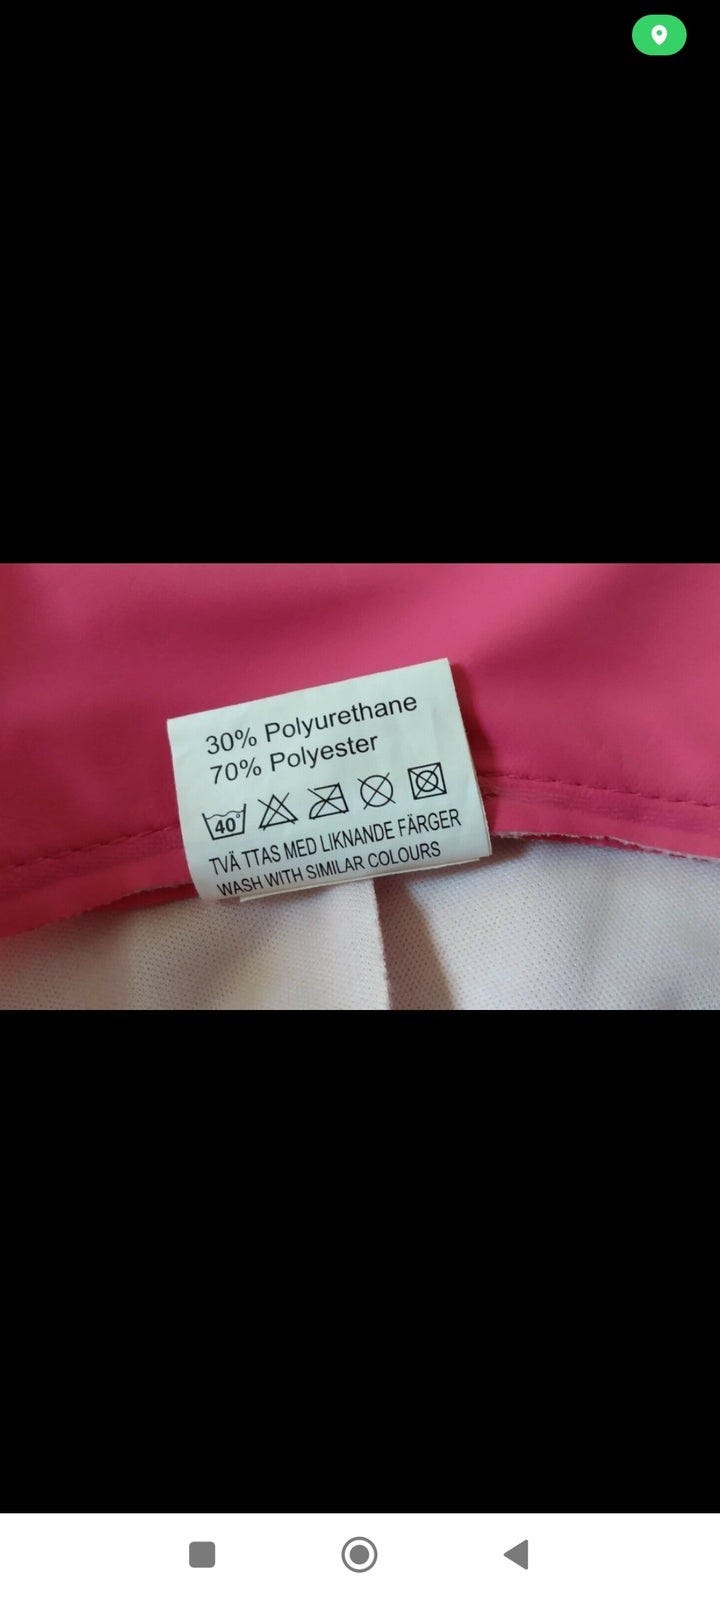 30% Polyurethane
70% Polyester
40°
TVÄ TTAS MED LIKNANDE FÄRGER
WASH WITH SIMILAR COLOURS